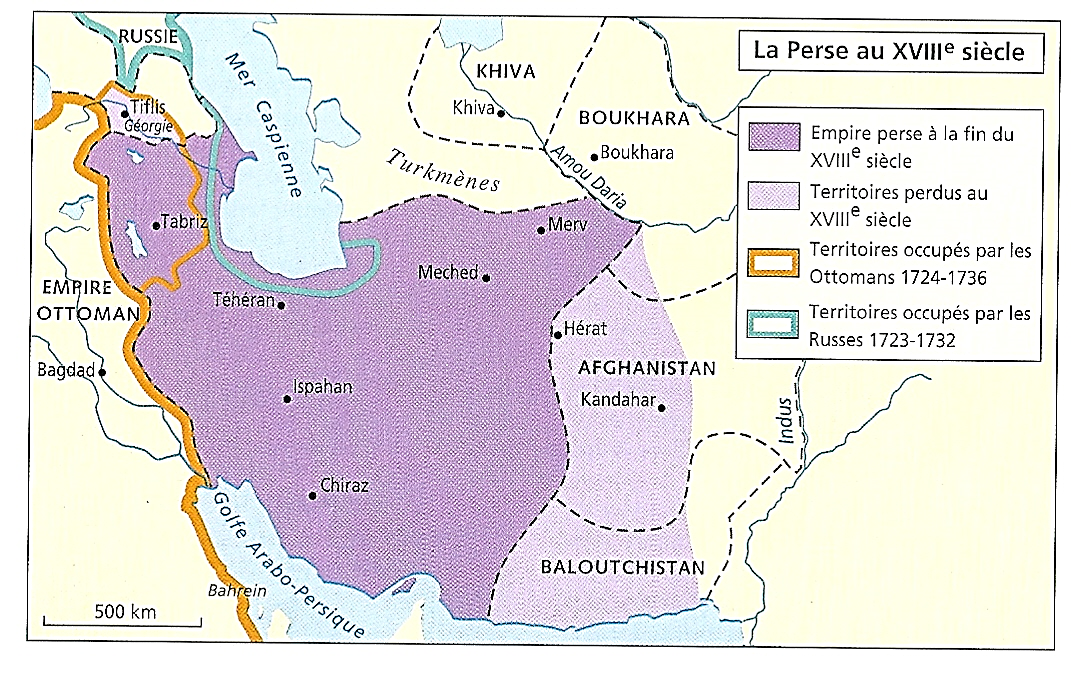 La Perse au XVIIIe siècle
Empire perse à la fin du
XVIIIe siècle
Territoires perdus au
XVIIIe siècle
Territoires occupés par les
Ottomans 1724-1736
Territoires occupés par les
Russes 1723-1732
RUSSIE
Mer Caspienne
KHIVA
Khiva
BOUKHARA
Boukhara
Tiflis
Géorgie
Turkmènes
Amou Daria
Tabriz
Merv
Meched
EMPIRE
OTTOMAN
Téhéran
Hérat
AFGHANISTAN
Bagdad
Ispahan
Kandahar
Indus
Chiraz
Golfe Arabo-Persique
BALOUTCHISTAN
Bahrein
500 km